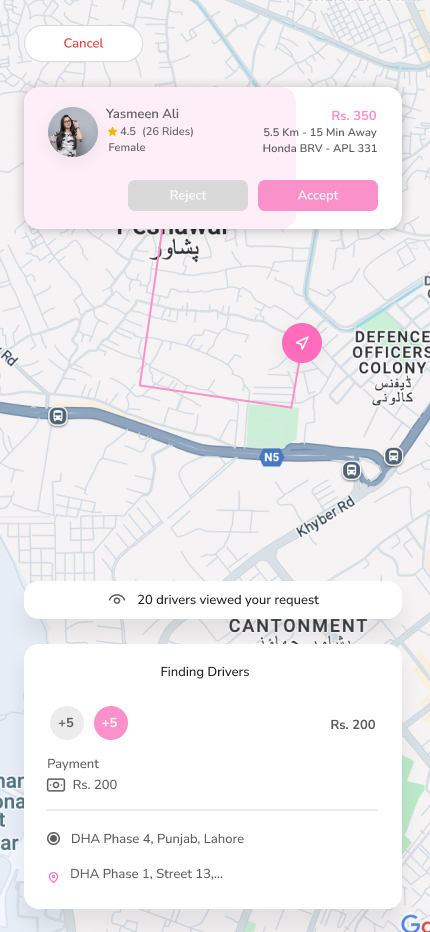 Cancel
Yasmeen Ali
4.5 (26 Rides)
Female
Rs. 350
5.5 Km - 15 Min Away
Honda BRV - APL 331
Reject
Accept
Peshawar
پشاور
DEFENCE
OFFICERS
COLONY
ڈیفنس
کالونی
Rd
N5
Khyber Rd
20 drivers viewed your request
CANTONMENT
Finding Drivers
+5
+5
Rs. 200
Payment
Rs. 200
DHA Phase 4, Punjab, Lahore
DHA Phase 1, Street 13,...